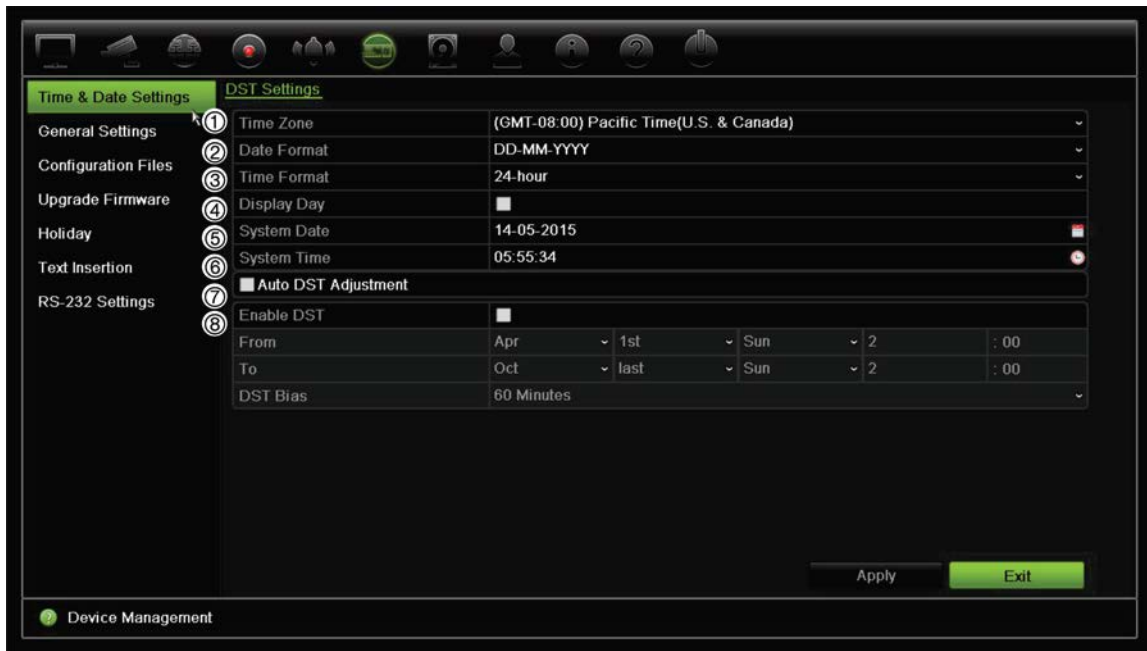 Time & Date Settings
DST Settings
General Settings
Configuration Files
Upgrade Firmware
Holiday
Text Insertion
RS-232 Settings
① Time Zone (GMT-08:00) Pacific Time(U.S. & Canada)
② Date Format DD-MM-YYYY
③ Time Format 24-hour
④ Display Day
⑤ System Date 14-05-2015
⑥ System Time 05:55:34
⑦ Auto DST Adjustment
⑧ Enable DST
From Apr 1st Sun 2 : 00
To Oct last Sun 2 : 00
DST Bias 60 Minutes
Apply Exit
Device Management